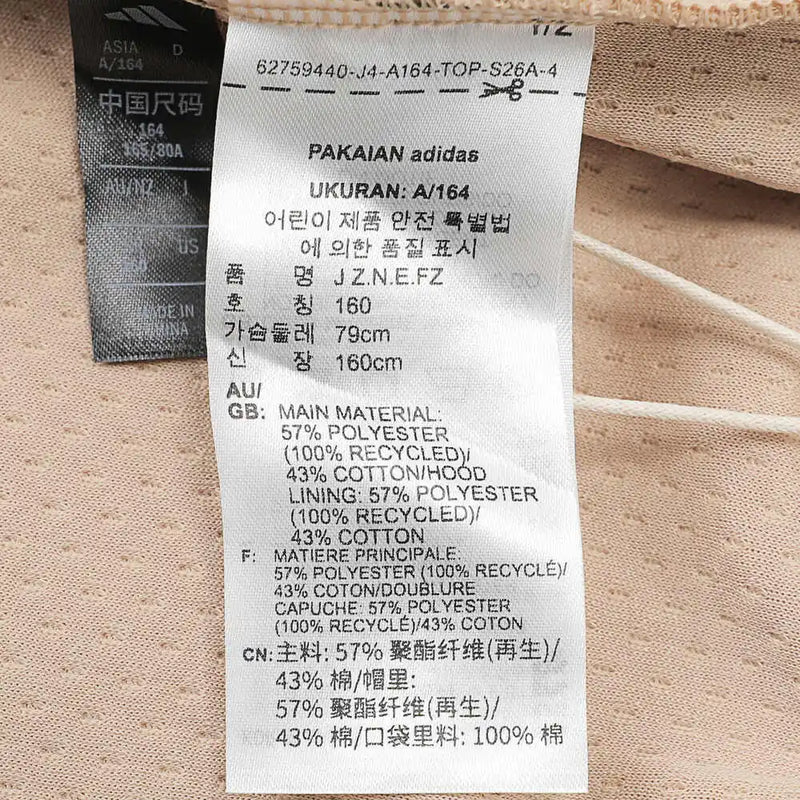 ASIA D
A/164
中国尺码
164
165/80A
AU/NZ J
US
MADE IN
CHINA
1/2
62759440-J4-A164-TOP-S26A-4
PAKAIAN adidas
UKURAN: A/164
어린이 제품 안전 특별법
에 의한 품질 표시
품 명 J Z.N.E.FZ
호 칭 160
가슴둘레 79cm
신 장 160cm
AU/
GB: MAIN MATERIAL:
57% POLYESTER
(100% RECYCLED)/
43% COTTON/HOOD
LINING: 57% POLYESTER
(100% RECYCLED)/
43% COTTON
F: MATIERE PRINCIPALE:
57% POLYESTER (100% RECYCLÉ)/
43% COTON/DOUBLURE
CAPUCHE: 57% POLYESTER
(100% RECYCLÉ)/43% COTON
CN: 主料: 57% 聚酯纤维(再生)/
43% 棉/帽里:
57% 聚酯纤维(再生)/
43% 棉/口袋里料: 100% 棉